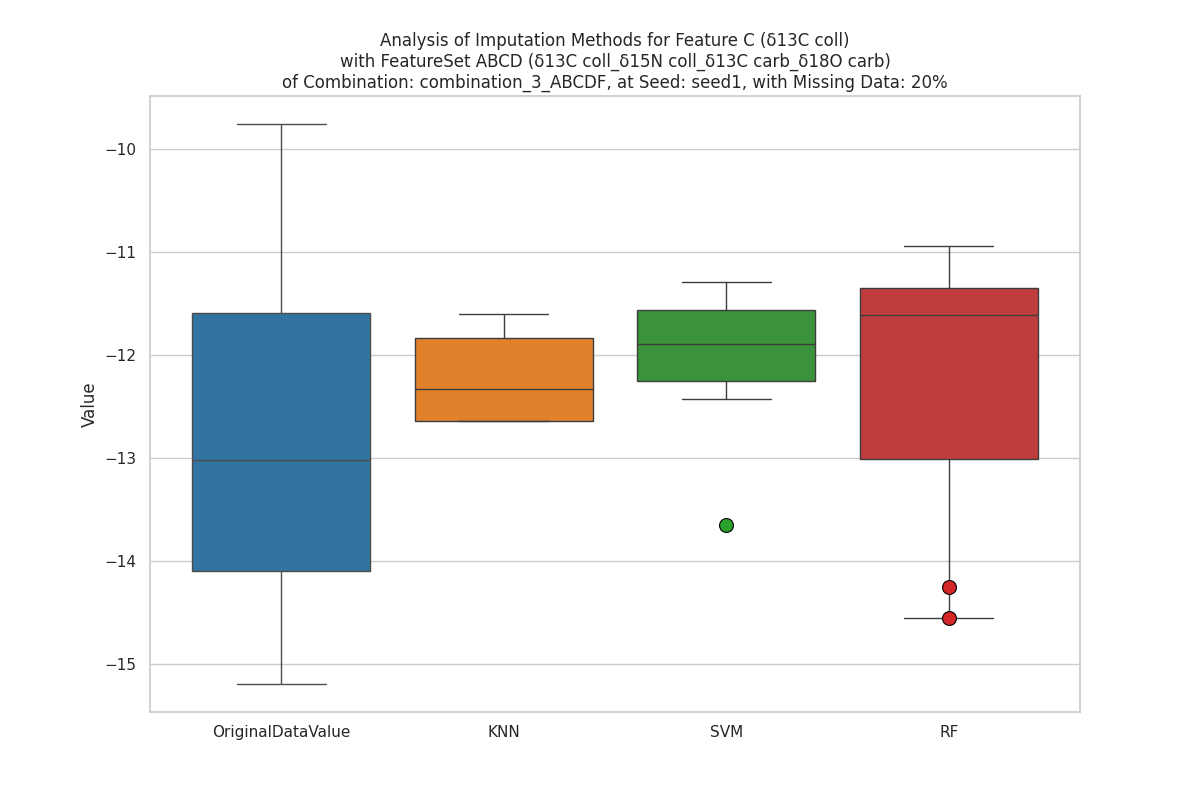 Analysis of Imputation Methods for Feature C (δ13C coll)
with FeatureSet ABCD (δ13C coll_δ15N coll_δ13C carb_δ18O carb)
of Combination: combination_3_ABCDF, at Seed: seed1, with Missing Data: 20%
−10
−11
−12
−13
−14
−15
Value
OriginalDataValue KNN SVM RF